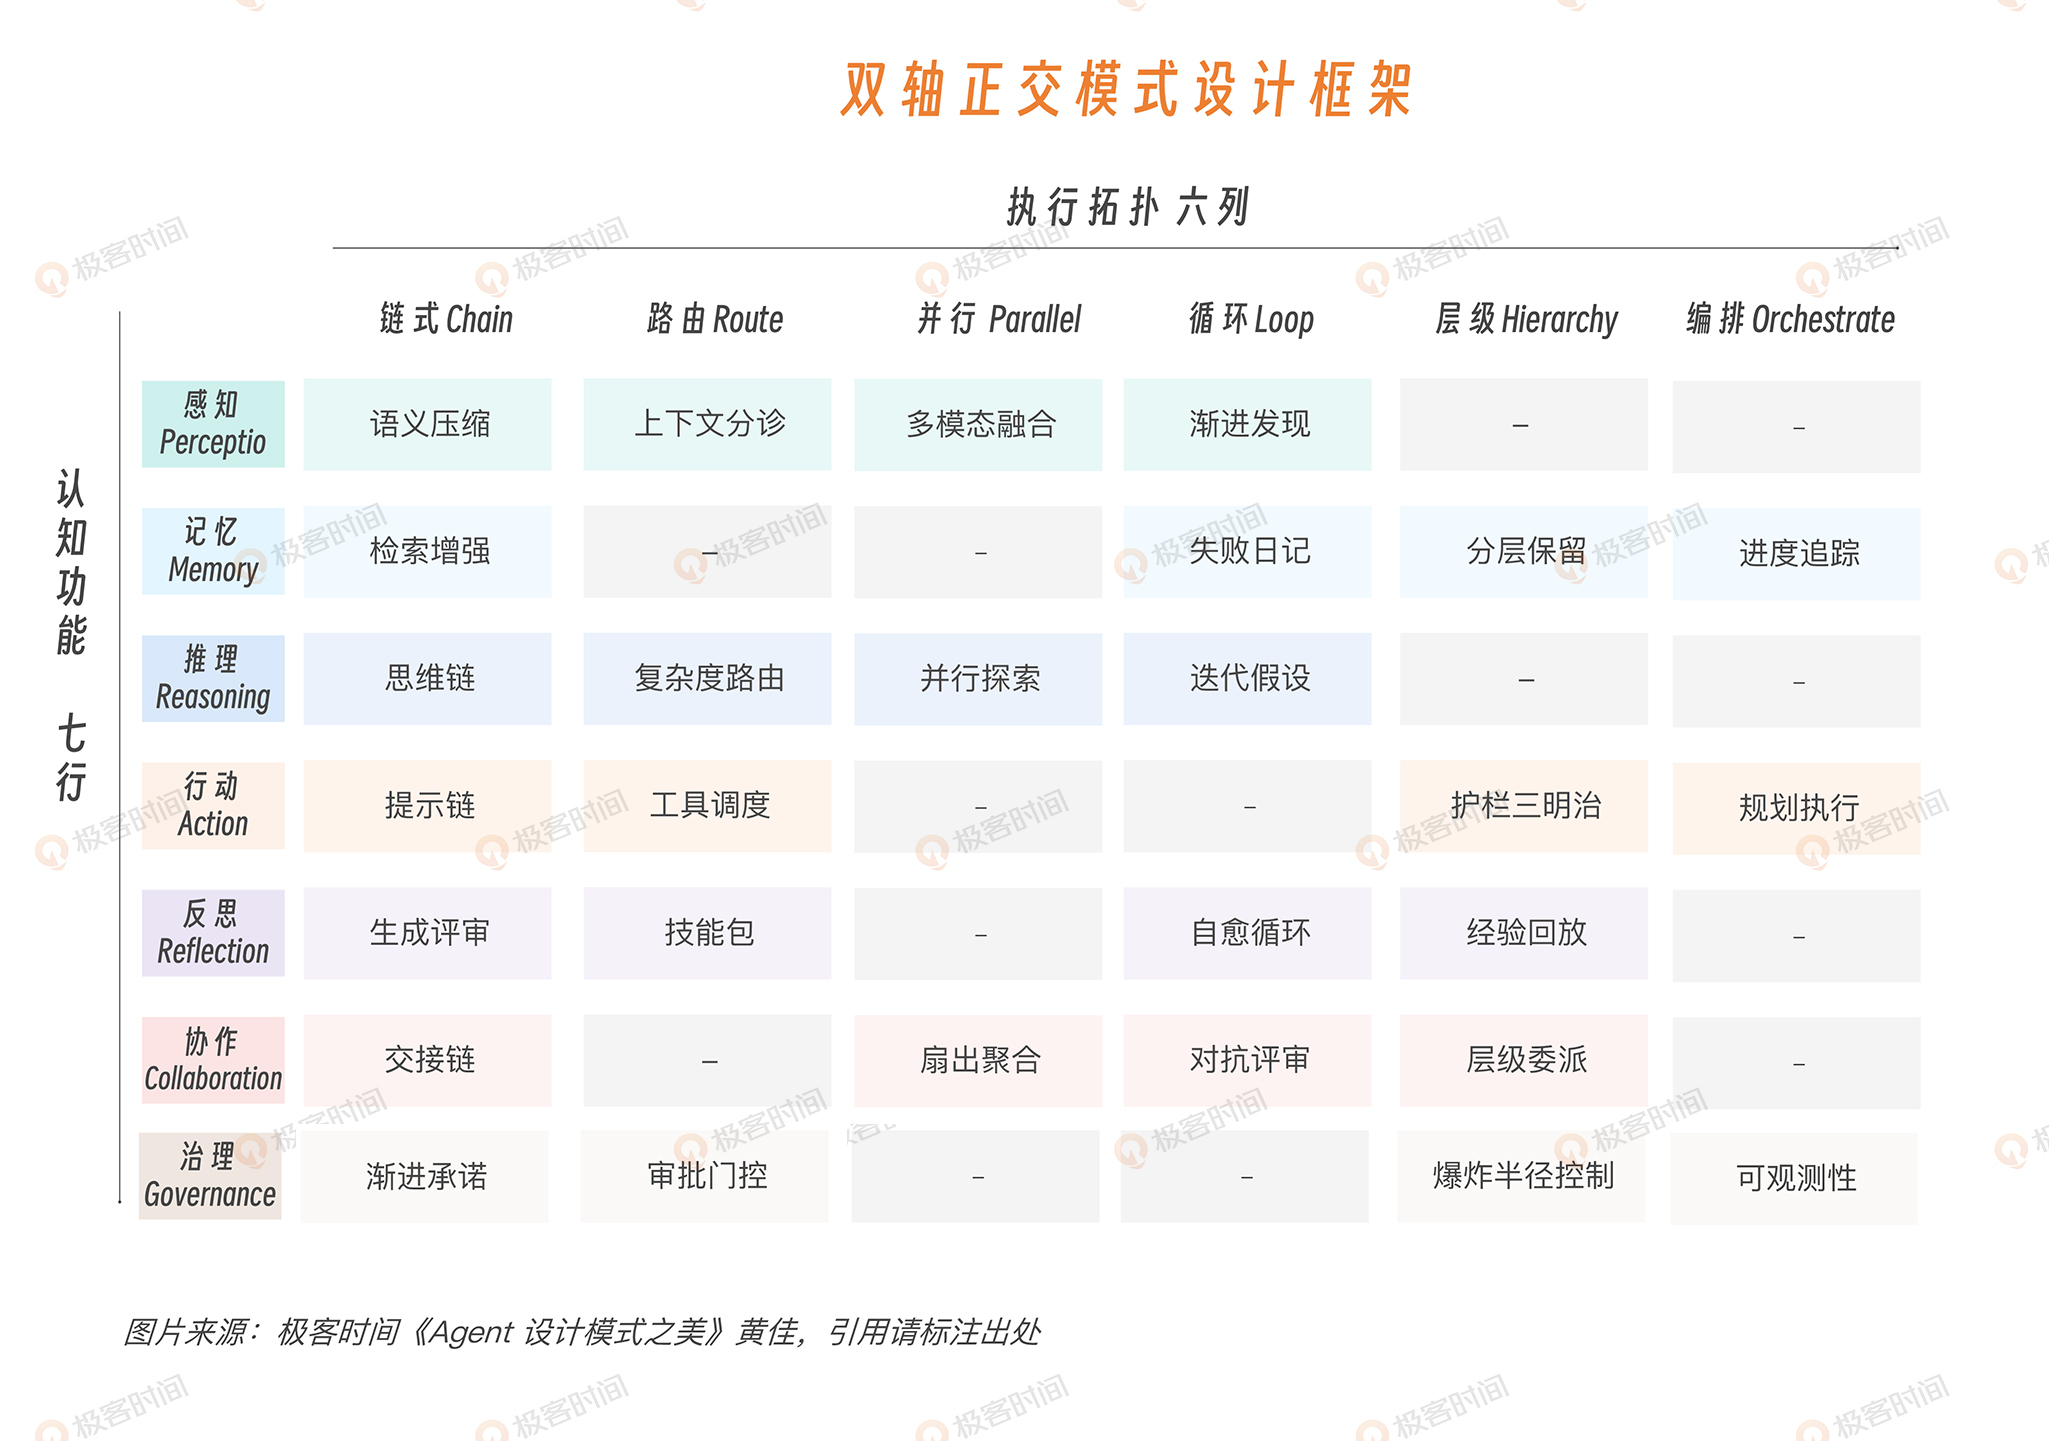 双轴正交模式设计框架
执行拓扑 六列
链式 Chain 路由 Route 并行 Parallel 循环 Loop 层级 Hierarchy 编排 Orchestrate
认知功能 七行
感知
Perceptio
语义压缩 上下文分诊 多模态融合 渐进发现 – –
记忆
Memory
检索增强 – – 失败日记 分层保留 进度追踪
推理
Reasoning
思维链 复杂度路由 并行探索 迭代假设 – –
行动
Action
提示链 工具调度 – – 护栏三明治 规划执行
反思
Reflection
生成评审 技能包 – 自愈循环 经验回放 –
协作
Collaboration
交接链 – 扇出聚合 对抗评审 层级委派 –
治理
Governance
渐进承诺 审批门控 – – 爆炸半径控制 可观测性
图片来源：极客时间《Agent 设计模式之美》黄佳，引用请标注出处
极客时间